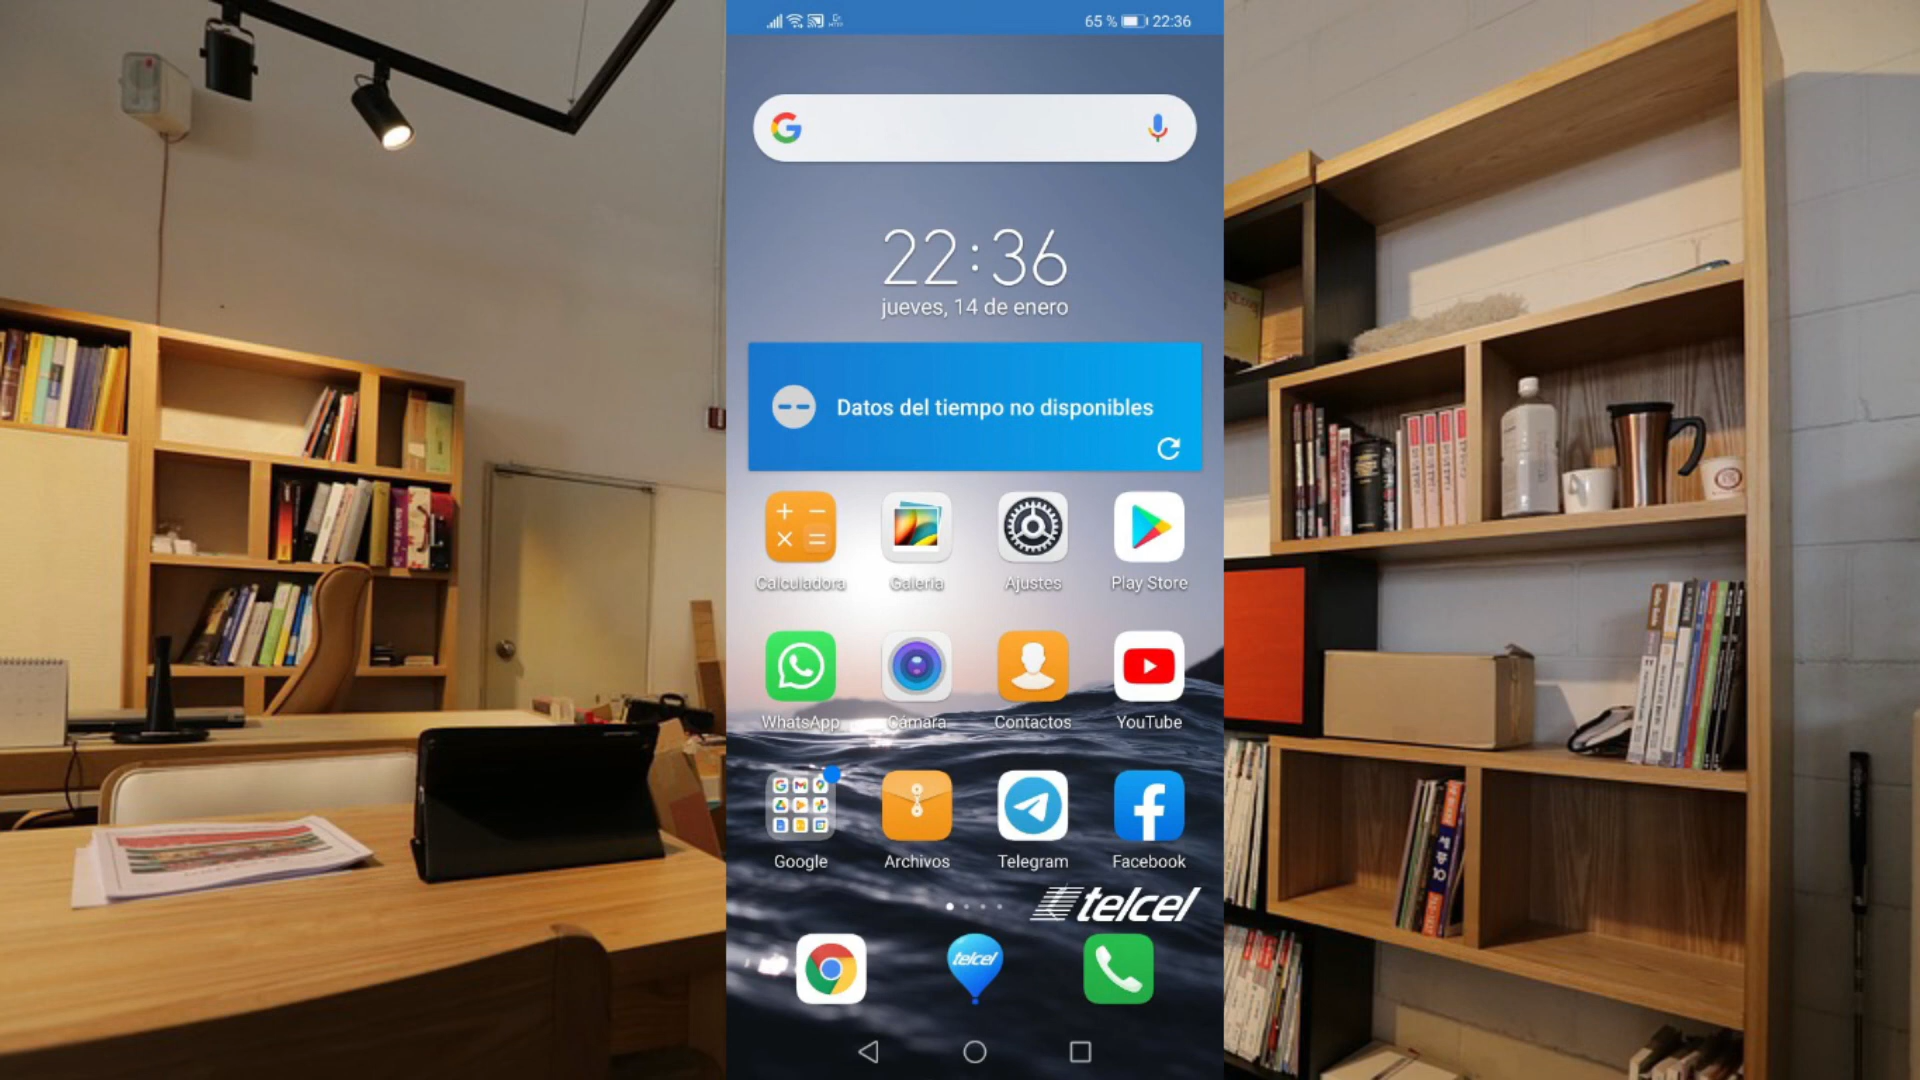 65 % 22:36
22:36
jueves, 14 de enero
Datos del tiempo no disponibles
Calculadora Galería Ajustes Play Store
WhatsApp Cámara Contactos YouTube
Google Archivos Telegram Facebook
telcel
telcel